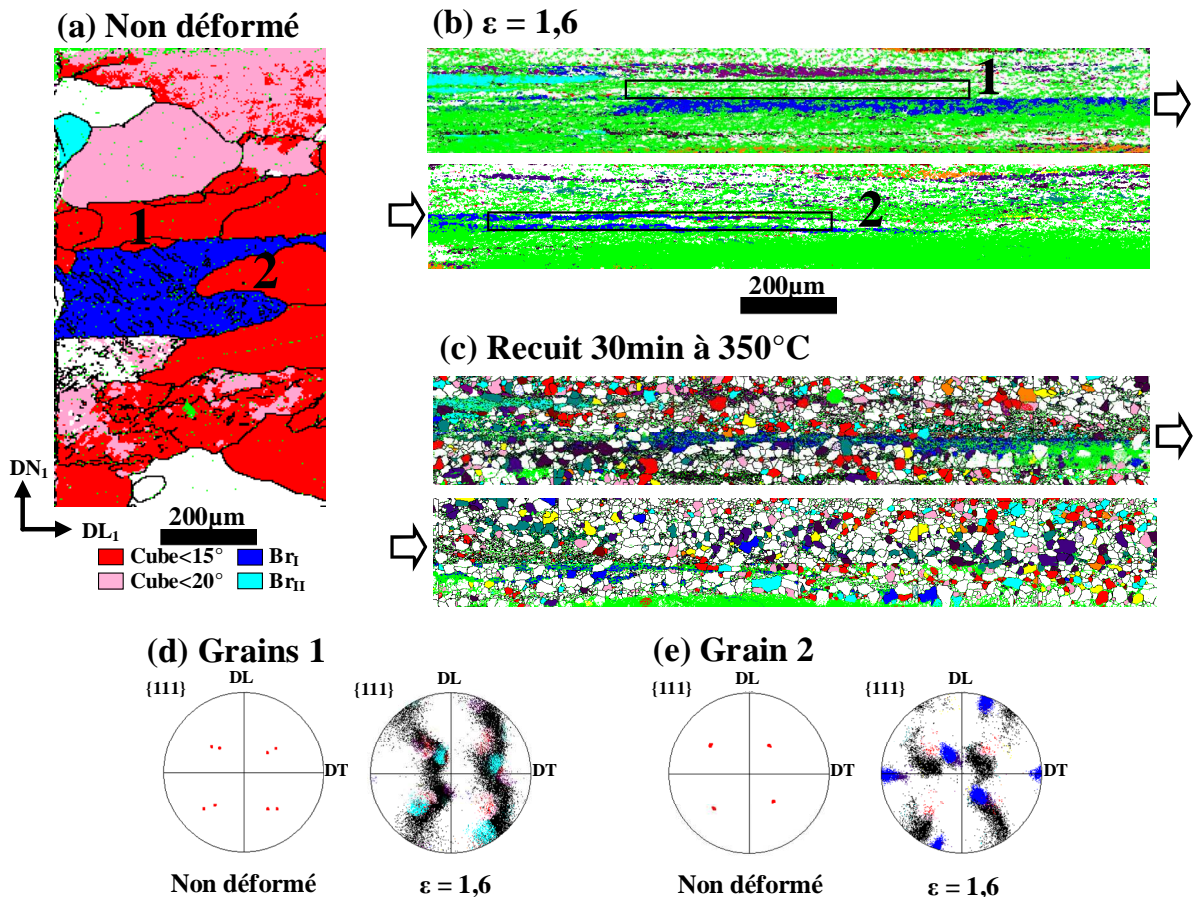 (a) Non déformé
(b) ε = 1,6
1
2
1
2
200µm
(c) Recuit 30min à 350°C
DN1
DL1
200µm
Cube<15°
BrI
Cube<20°
BrII
(d) Grains 1
(e) Grain 2
{111}
DL
{111}
DL
{111}
DL
{111}
DL
DT
DT
DT
DT
Non déformé
ε = 1,6
Non déformé
ε = 1,6